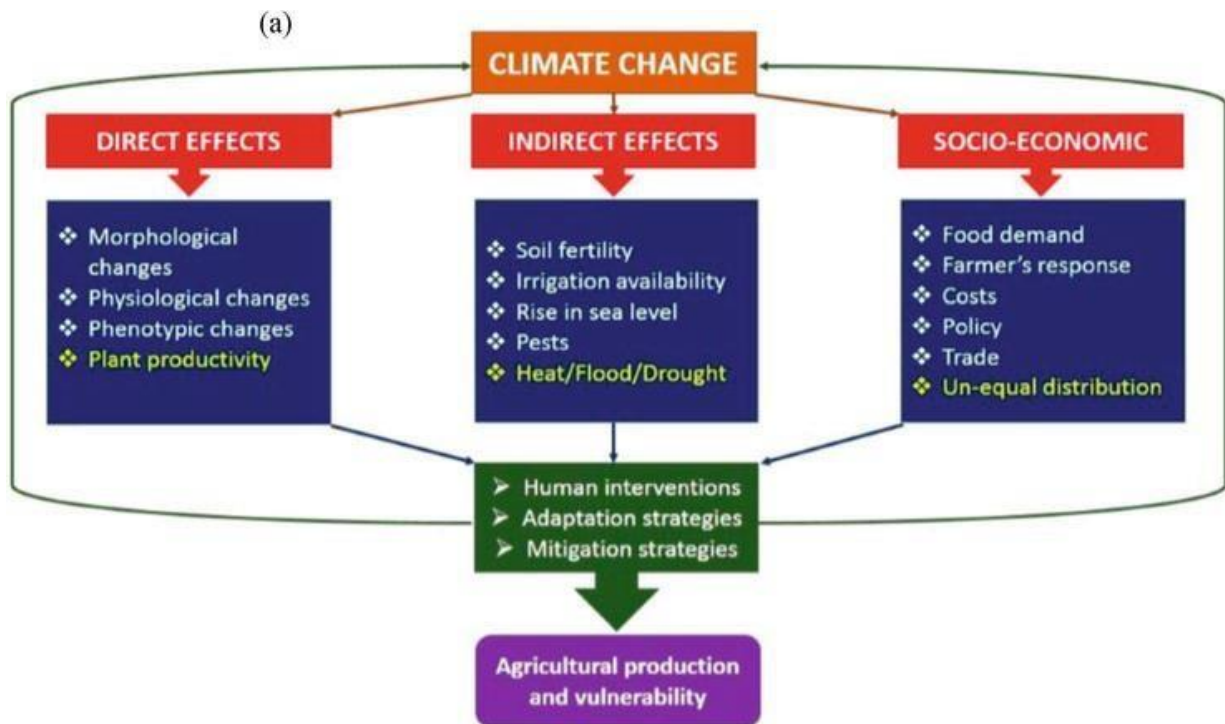 (a)
CLIMATE CHANGE
DIRECT EFFECTS
❖ Morphological
changes
❖ Physiological changes
❖ Phenotypic changes
❖ Plant productivity
INDIRECT EFFECTS
❖ Soil fertility
❖ Irrigation availability
❖ Rise in sea level
❖ Pests
❖ Heat/Flood/Drought
SOCIO-ECONOMIC
❖ Food demand
❖ Farmer's response
❖ Costs
❖ Policy
❖ Trade
❖ Un-equal distribution
➢ Human interventions
➢ Adaptation strategies
➢ Mitigation strategies
Agricultural production
and vulnerability